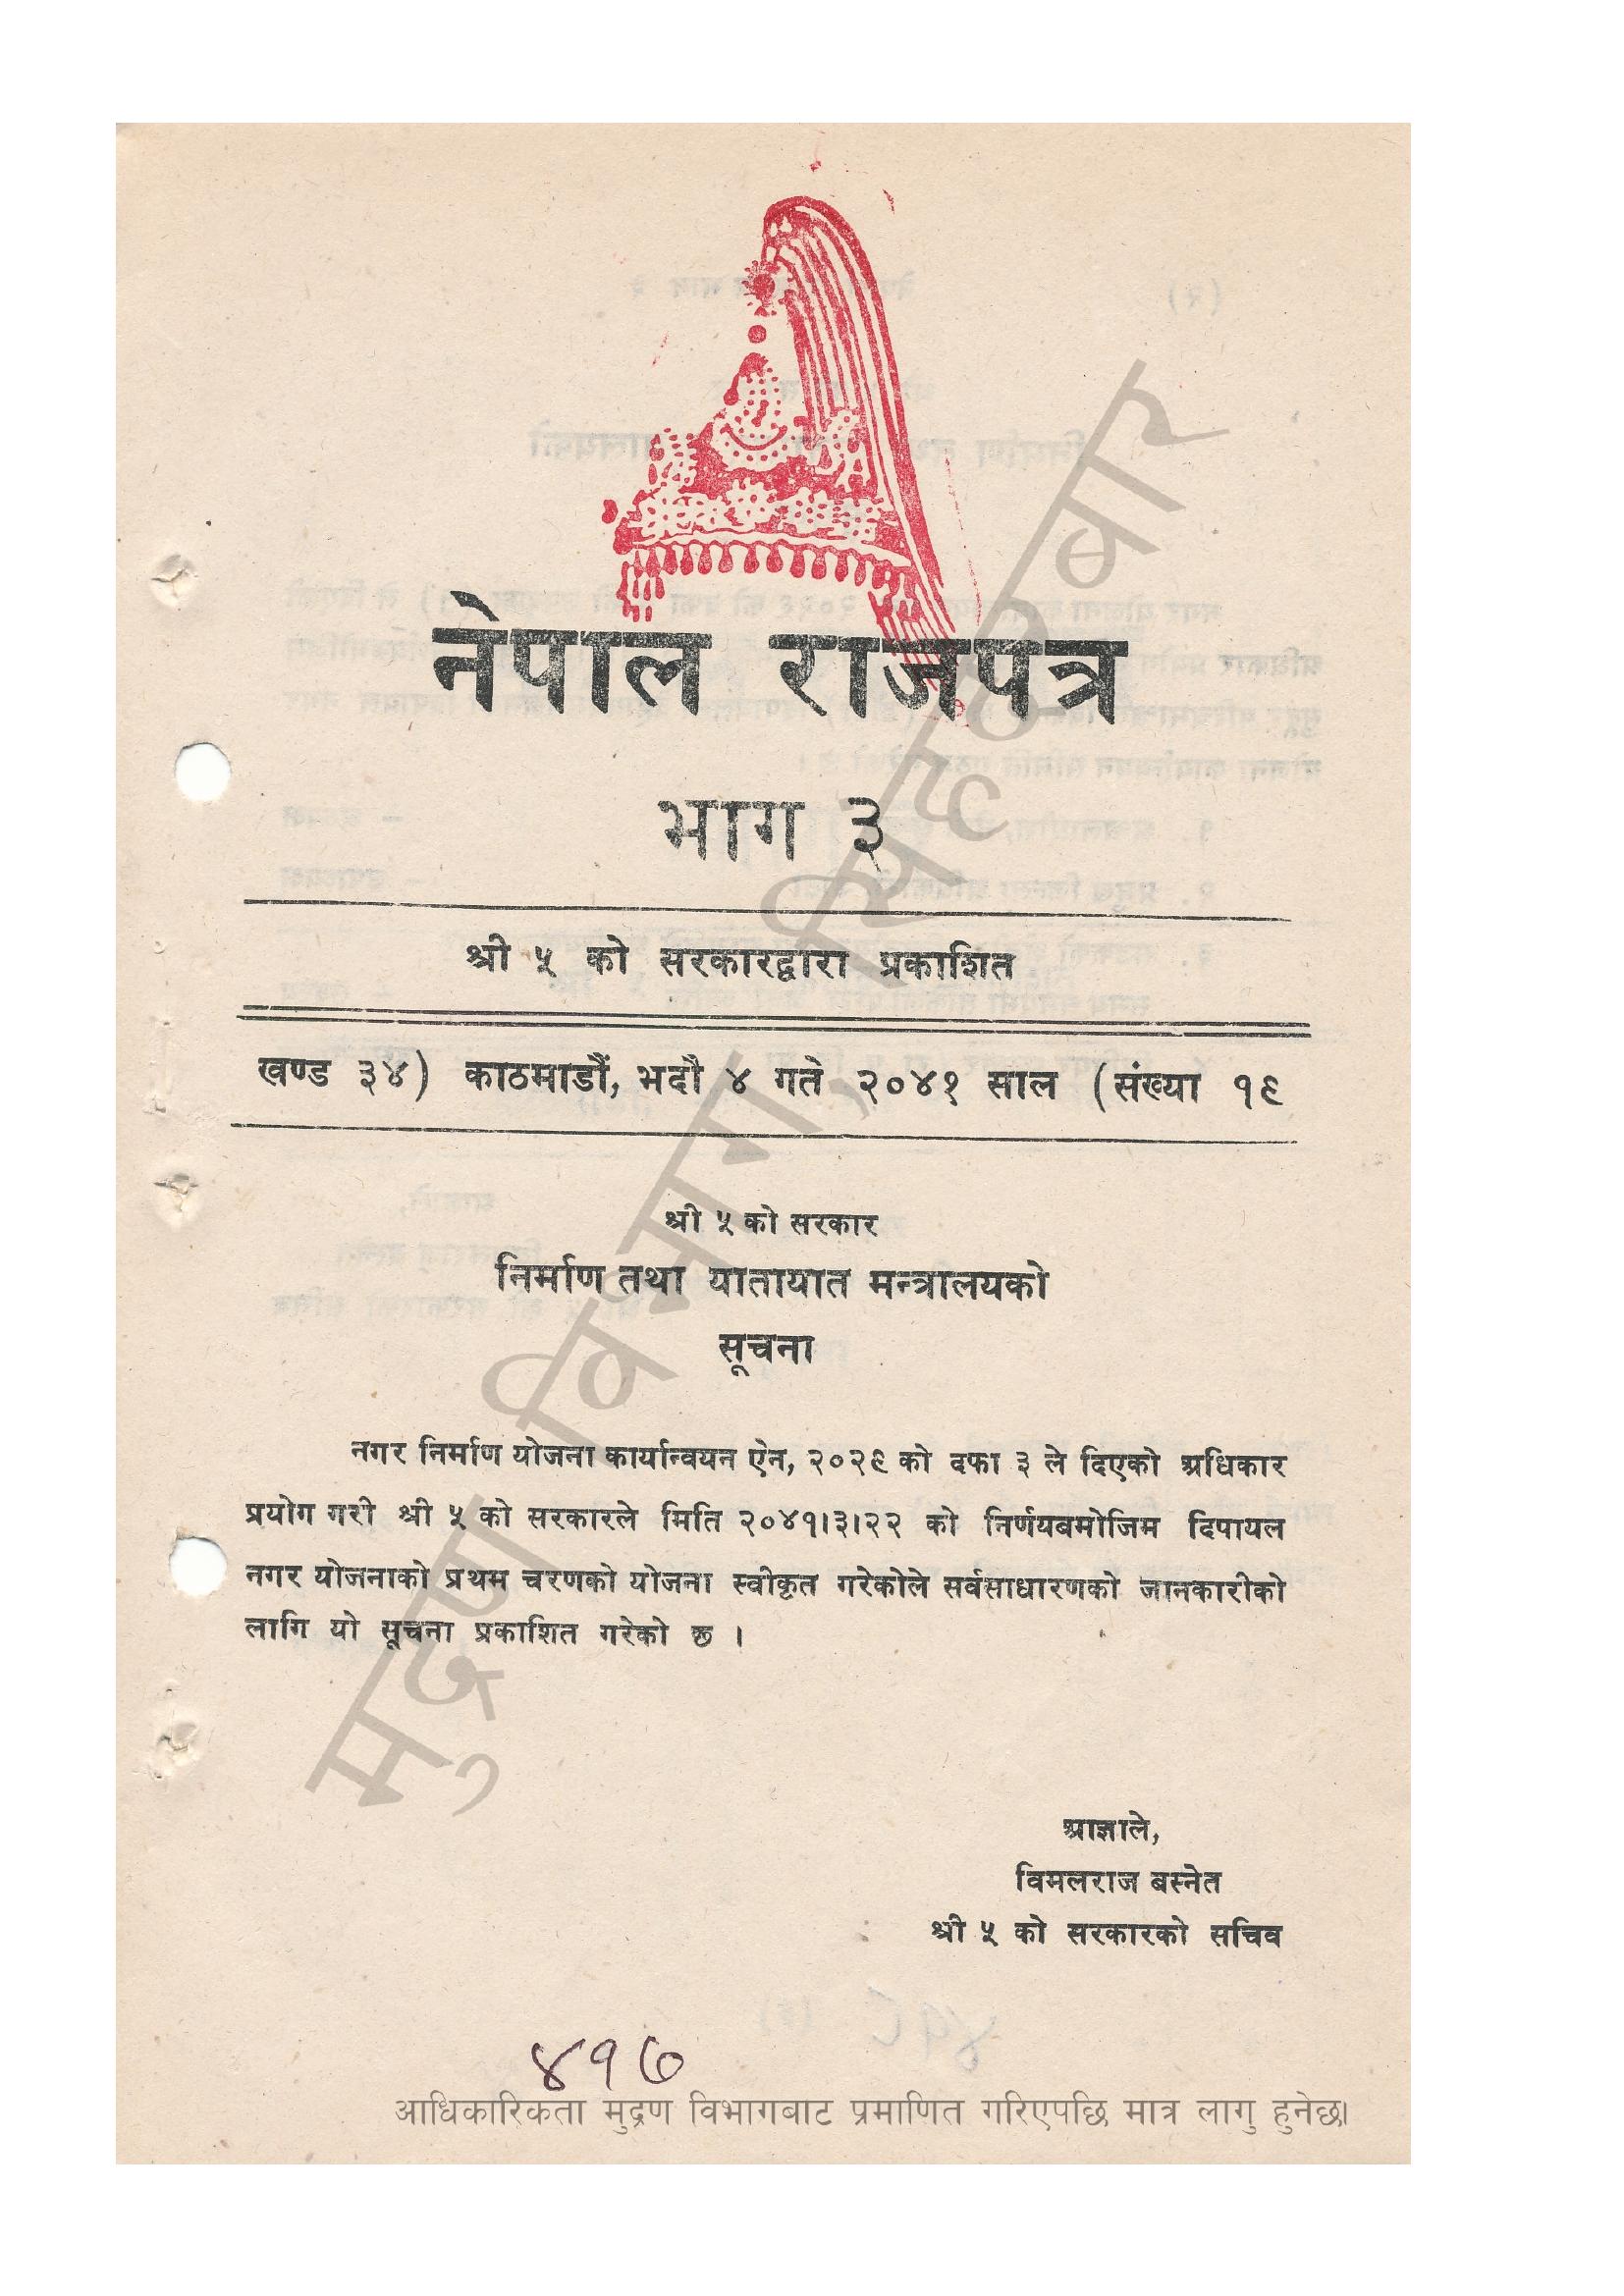 नेपाल राजपत्र
भाग ३
श्री ५ को सरकारद्वारा प्रकाशित
खण्ड ३४) काठमाडौं, भदौ ४ गते २०४१ साल (संख्या १९
श्री ५ को सरकार
निर्माण तथा यातायात मन्त्रालयको
सूचना
नगर निर्माण योजना कार्यान्वयन ऐन, २०२९ को दफा ३ ले दिएको अधिकार
प्रयोग गरी श्री ५ को सरकारले मिति २०४१।३।२२ को निर्णयबमोजिम दिपायल
नगर योजनाको प्रथम चरणको योजना स्वीकृत गरेकोले सर्वसाधारणको जानकारीको
लागि यो सूचना प्रकाशित गरेको छ ।
आज्ञाले,
विमलराज बस्नेत
श्री ५ को सरकारको सचिव
४१७
आधिकारिकता मुद्रण विभागबाट प्रमाणित गरिएपछि मात्र लागु हुनेछ।
मुद्रण विभाग, सिंहदरवार